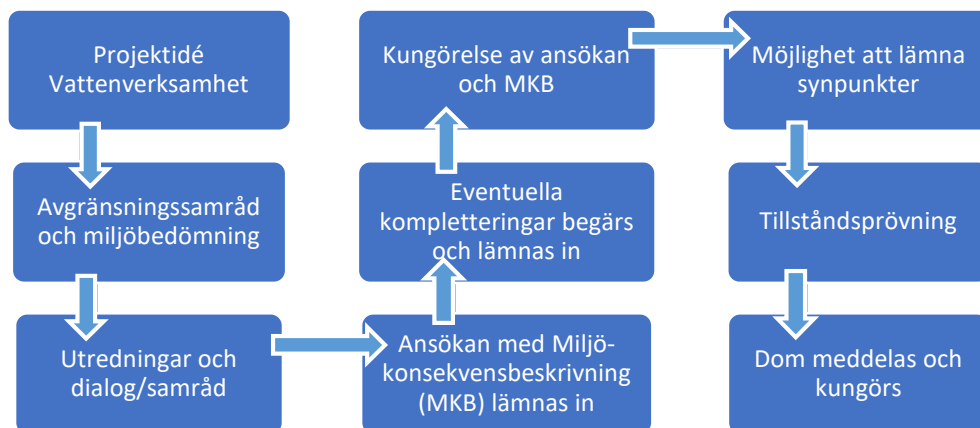 Projektidé
Vattenverksamhet
Avgränsningssamråd
och miljöbedömning
Utredningar och
dialog/samråd
Ansökan med Miljö-
konsekvensbeskrivning
(MKB) lämnas in
Eventuella
kompletteringar begärs
och lämnas in
Kungörelse av ansökan
och MKB
Möjlighet att lämna
synpunkter
Tillståndsprövning
Dom meddelas och
kungörs